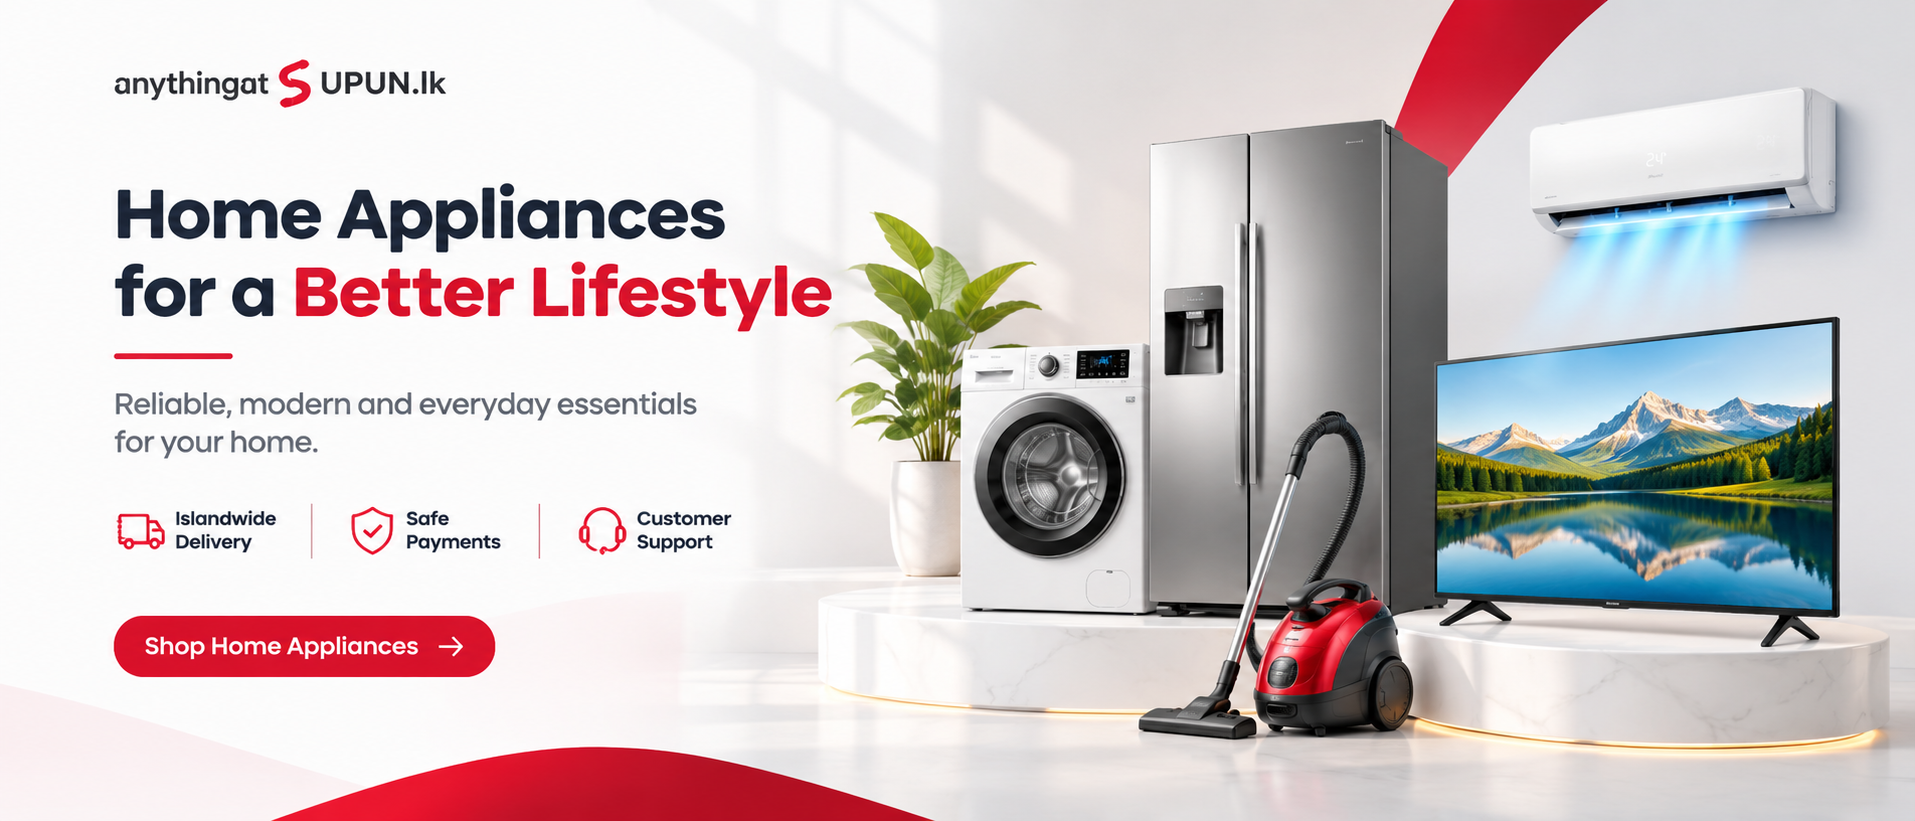 anythingat SUPUN.lk
Home Appliances
for a Better Lifestyle
Reliable, modern and everyday essentials
for your home.
Islandwide
Delivery
Safe
Payments
Customer
Support
Shop Home Appliances →
24°